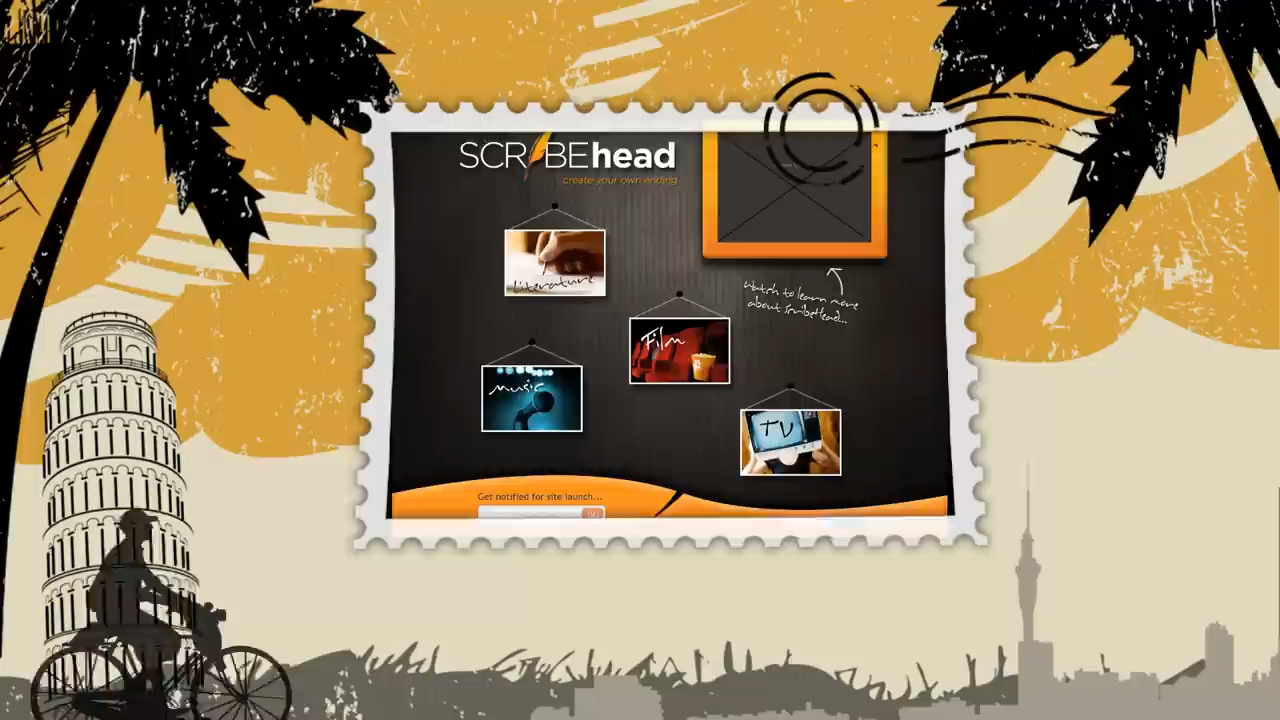 SCRIBEhead
create your own ending
Literature
Watch to learn more
about ScribeHead...
Film
Music
TV
Get notified for site launch...